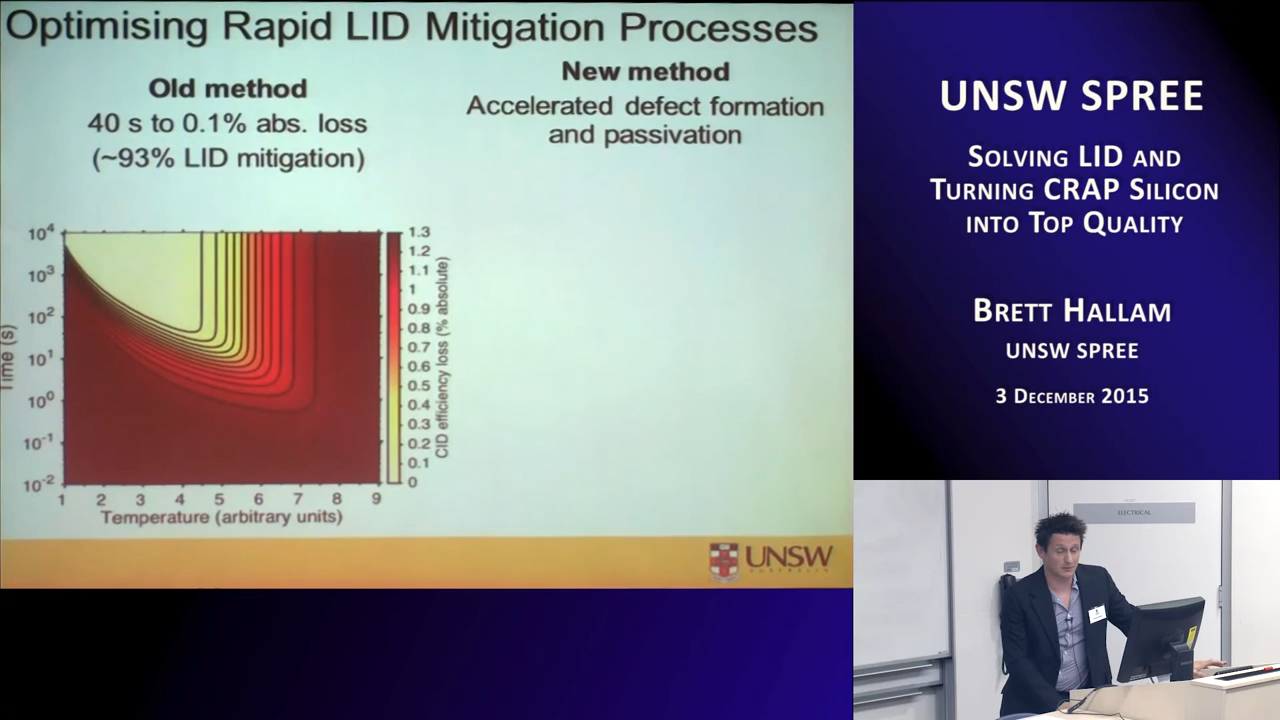 Optimising Rapid LID Mitigation Processes
Old method
40 s to 0.1% abs. loss
(~93% LID mitigation)
New method
Accelerated defect formation
and passivation
Time (s)
10⁴
10³
10²
10¹
10⁰
10⁻¹
10⁻²
1 2 3 4 5 6 7 8 9
Temperature (arbitrary units)
1.3
1.2
1.1
1
0.9
0.8
0.7
0.6
0.5
0.4
0.3
0.2
0.1
0
CID efficiency loss (% absolute)
UNSW
AUSTRALIA
UNSW SPREE
SOLVING LID AND
TURNING CRAP SILICON
INTO TOP QUALITY
BRETT HALLAM
UNSW SPREE
3 DECEMBER 2015
ELECTRICAL